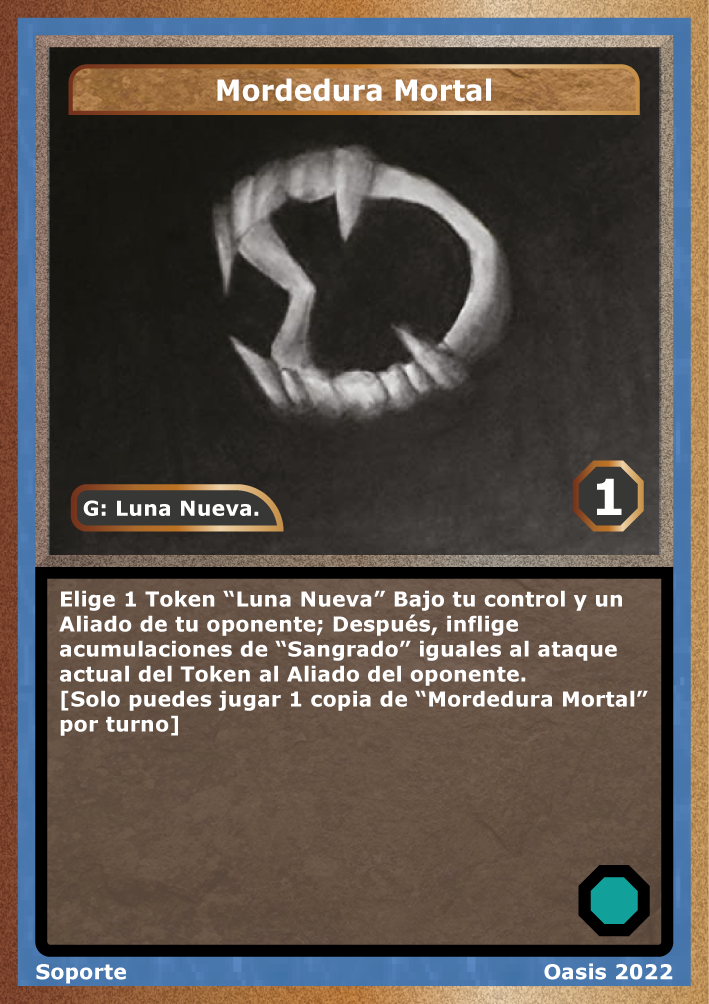 Mordedura Mortal
G: Luna Nueva.
1
Elige 1 Token “Luna Nueva” Bajo tu control y un
Aliado de tu oponente; Después, inflige
acumulaciones de “Sangrado” iguales al ataque
actual del Token al Aliado del oponente.
[Solo puedes jugar 1 copia de “Mordedura Mortal”
por turno]
Soporte
Oasis 2022